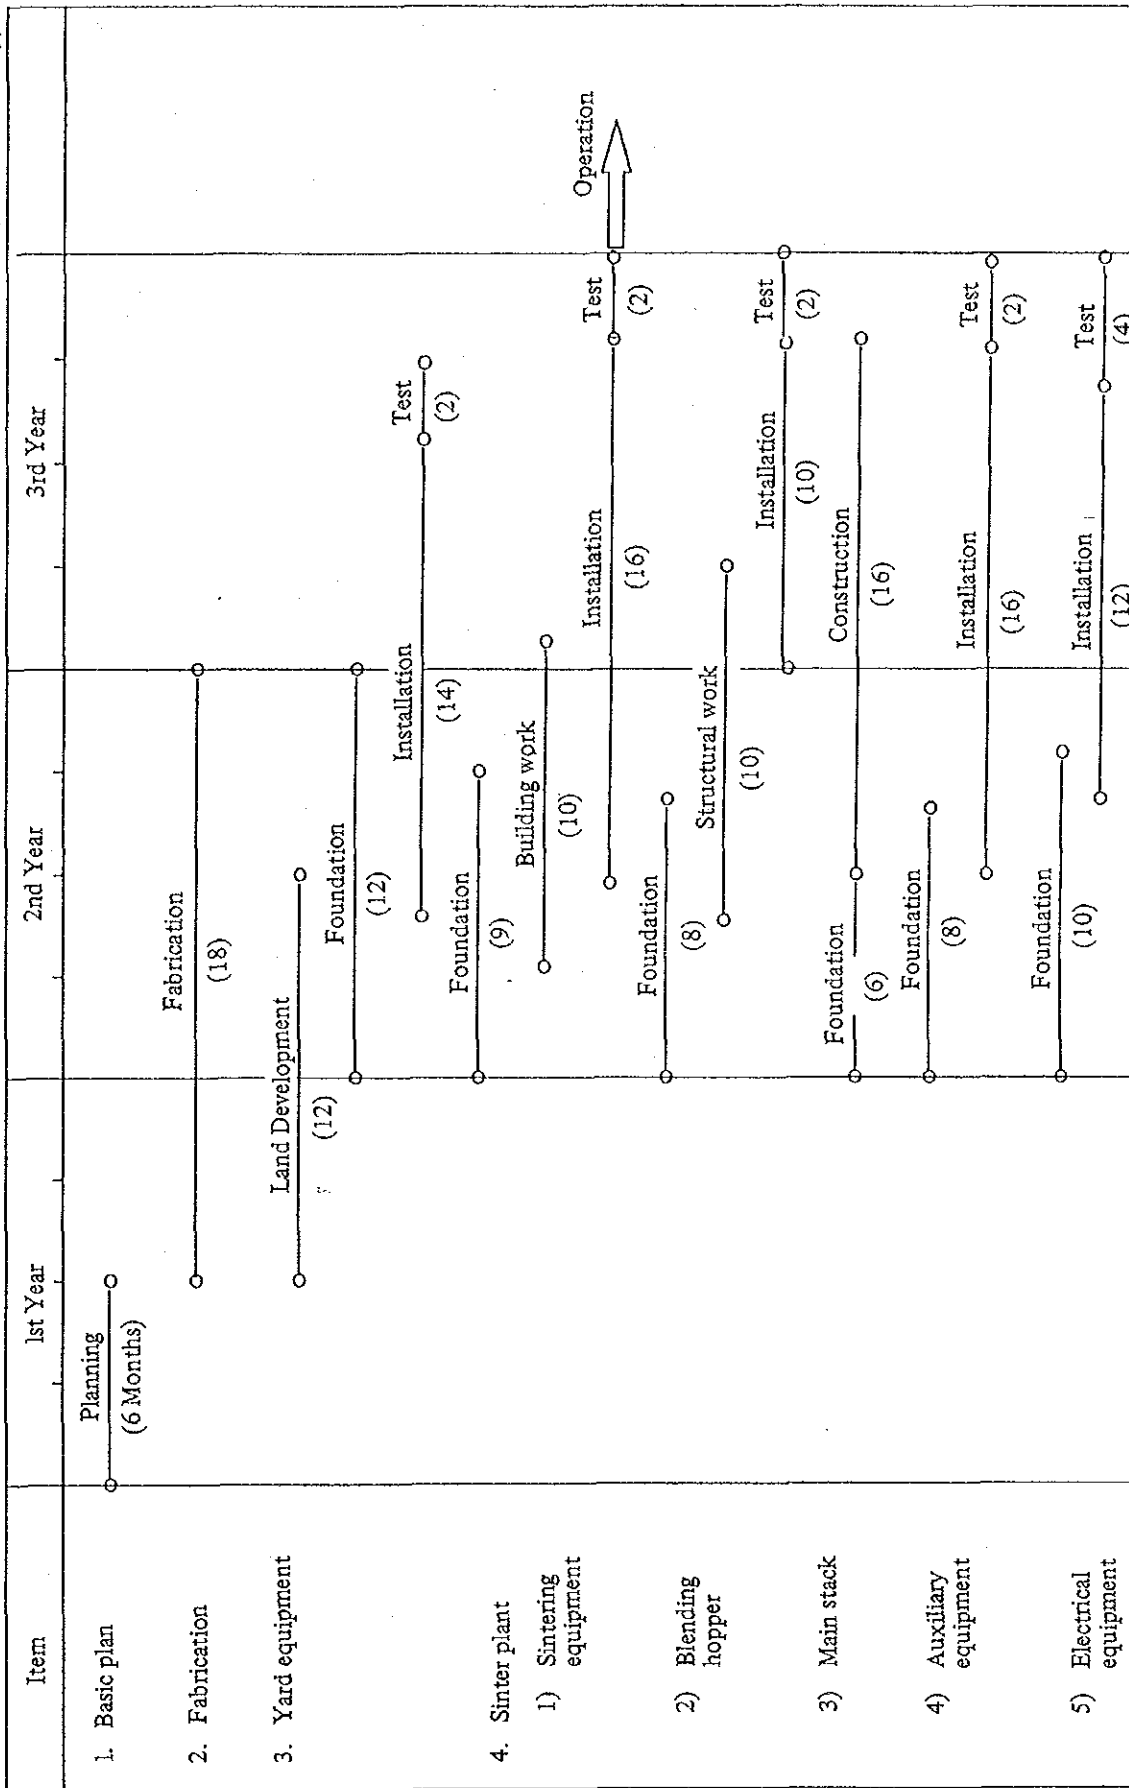 Item
1st Year
2nd Year
3rd Year
1. Basic plan
Planning
(6 Months)
2. Fabrication
Fabrication
(18)
3. Yard equipment
Land Development
(12)
Foundation
(12)
Installation
(14)
Test
(2)
4. Sinter plant
1) Sintering
equipment
Foundation
(9)
Building work
(10)
Installation
(16)
Test
(2)
Operation
2) Blending
hopper
Foundation
(8)
Structural work
(10)
Installation
(10)
Test
(2)
3) Main stack
Foundation
(6)
Construction
(16)
4) Auxiliary
equipment
Foundation
(8)
Installation
(16)
Test
(2)
5) Electrical
equipment
Foundation
(10)
Installation
(12)
Test
(4)